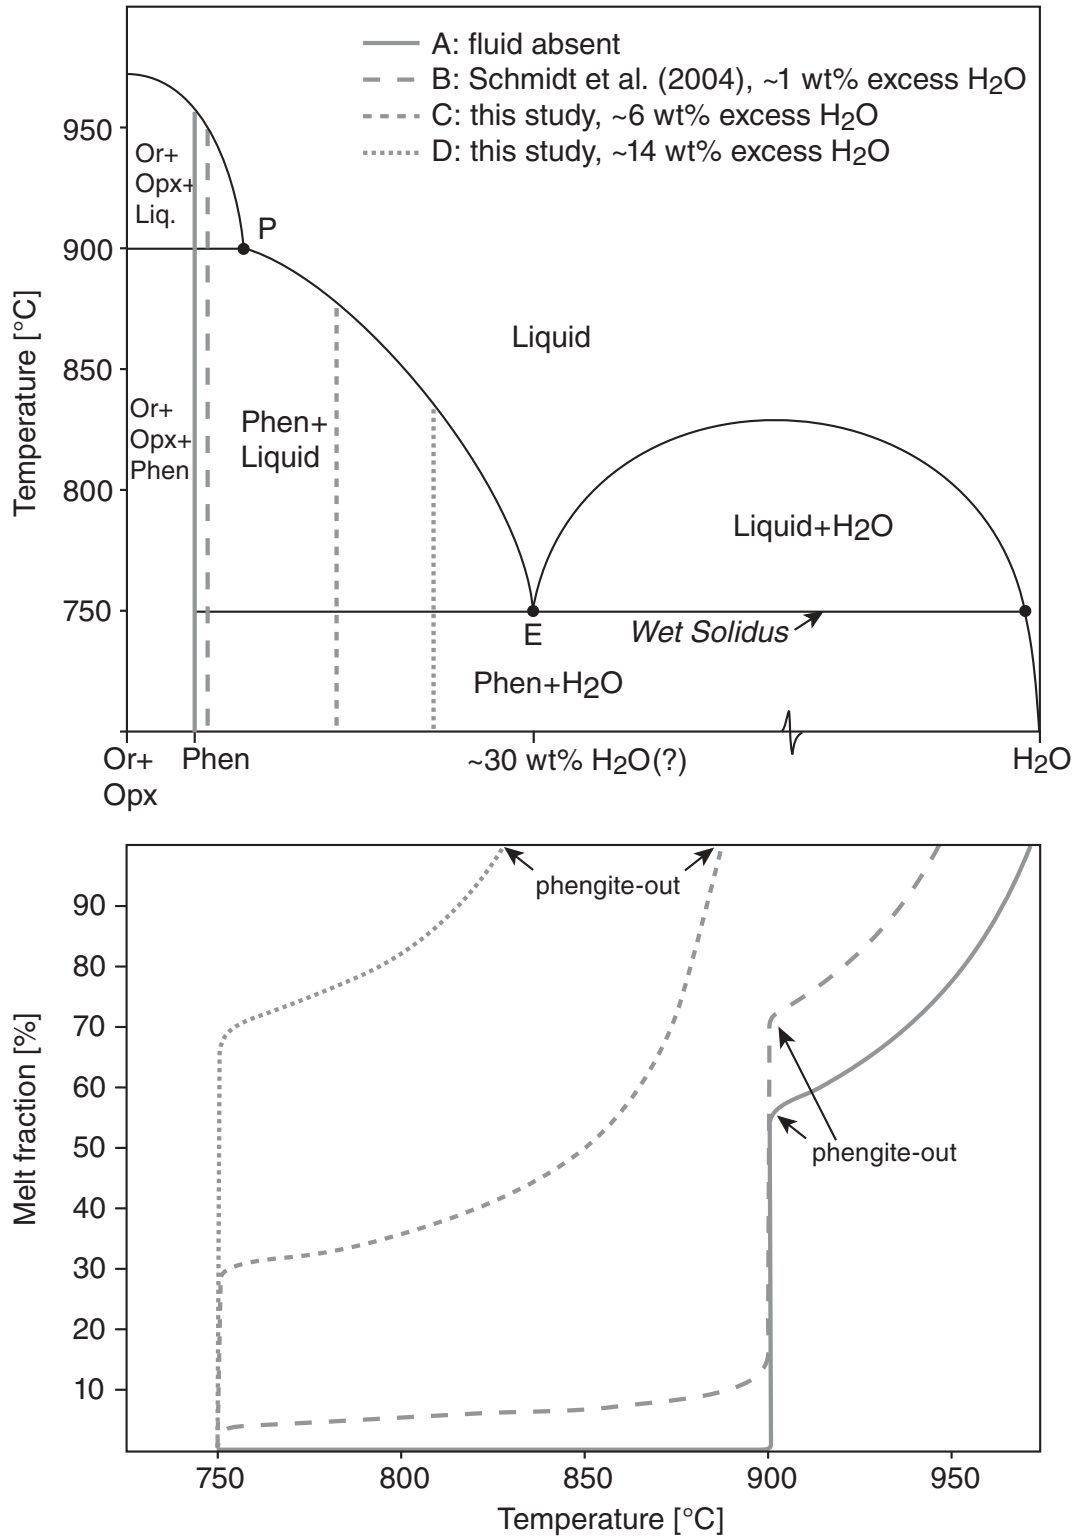 A: fluid absent
B: Schmidt et al. (2004), ~1 wt% excess H2O
C: this study, ~6 wt% excess H2O
D: this study, ~14 wt% excess H2O
Temperature [°C]
950
900
850
800
750
Or+
Opx+
Liq.
P
Liquid
Or+
Opx+
Phen
Phen+
Liquid
Liquid+H2O
E
Wet Solidus
Phen+H2O
Or+
Opx
Phen
~30 wt% H2O(?)
H2O
Melt fraction [%]
90
80
70
60
50
40
30
20
10
phengite-out
phengite-out
750
800
850
900
950
Temperature [°C]